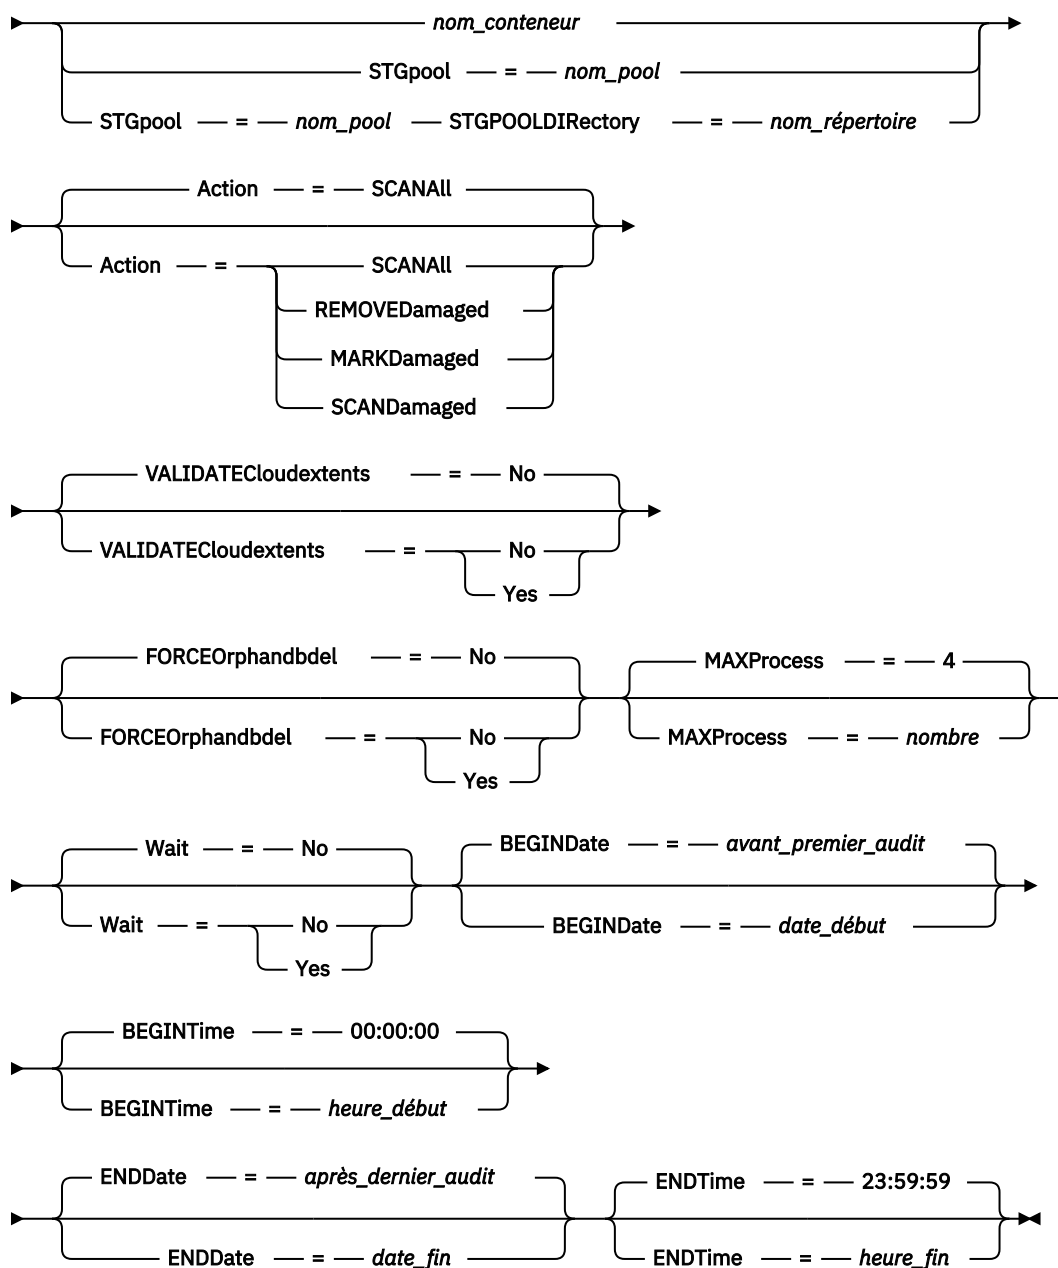 nom_conteneur
STGpool = nom_pool
STGpool = nom_pool STGPOOLDIRectory = nom_répertoire
Action = SCANAll
Action = SCANAll
REMOVEDamaged
MARKDamaged
SCANDamaged
VALIDATECloudextents = No
VALIDATECloudextents = No
Yes
FORCEOrphandbdel = No MAXProcess = 4
FORCEOrphandbdel = No MAXProcess = nombre
Yes
Wait = No BEGINDate = avant_premier_audit
Wait = No BEGINDate = date_début
Yes
BEGINTime = 00:00:00
BEGINTime = heure_début
ENDDate = après_dernier_audit ENDTime = 23:59:59
ENDDate = date_fin ENDTime = heure_fin